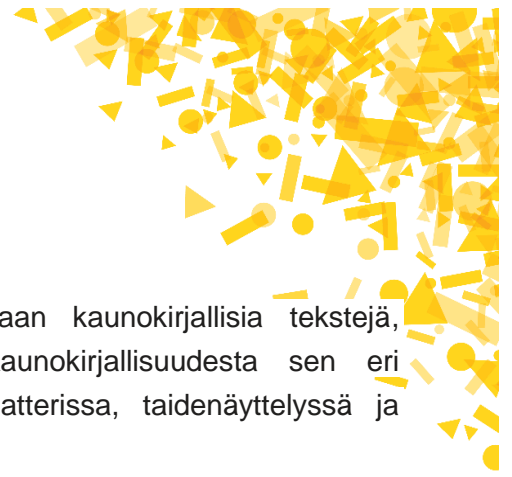 aan kaunokirjallisia tekstejä,
aunokirjallisuudesta sen eri
atterissa, taidenäyttelyssä ja